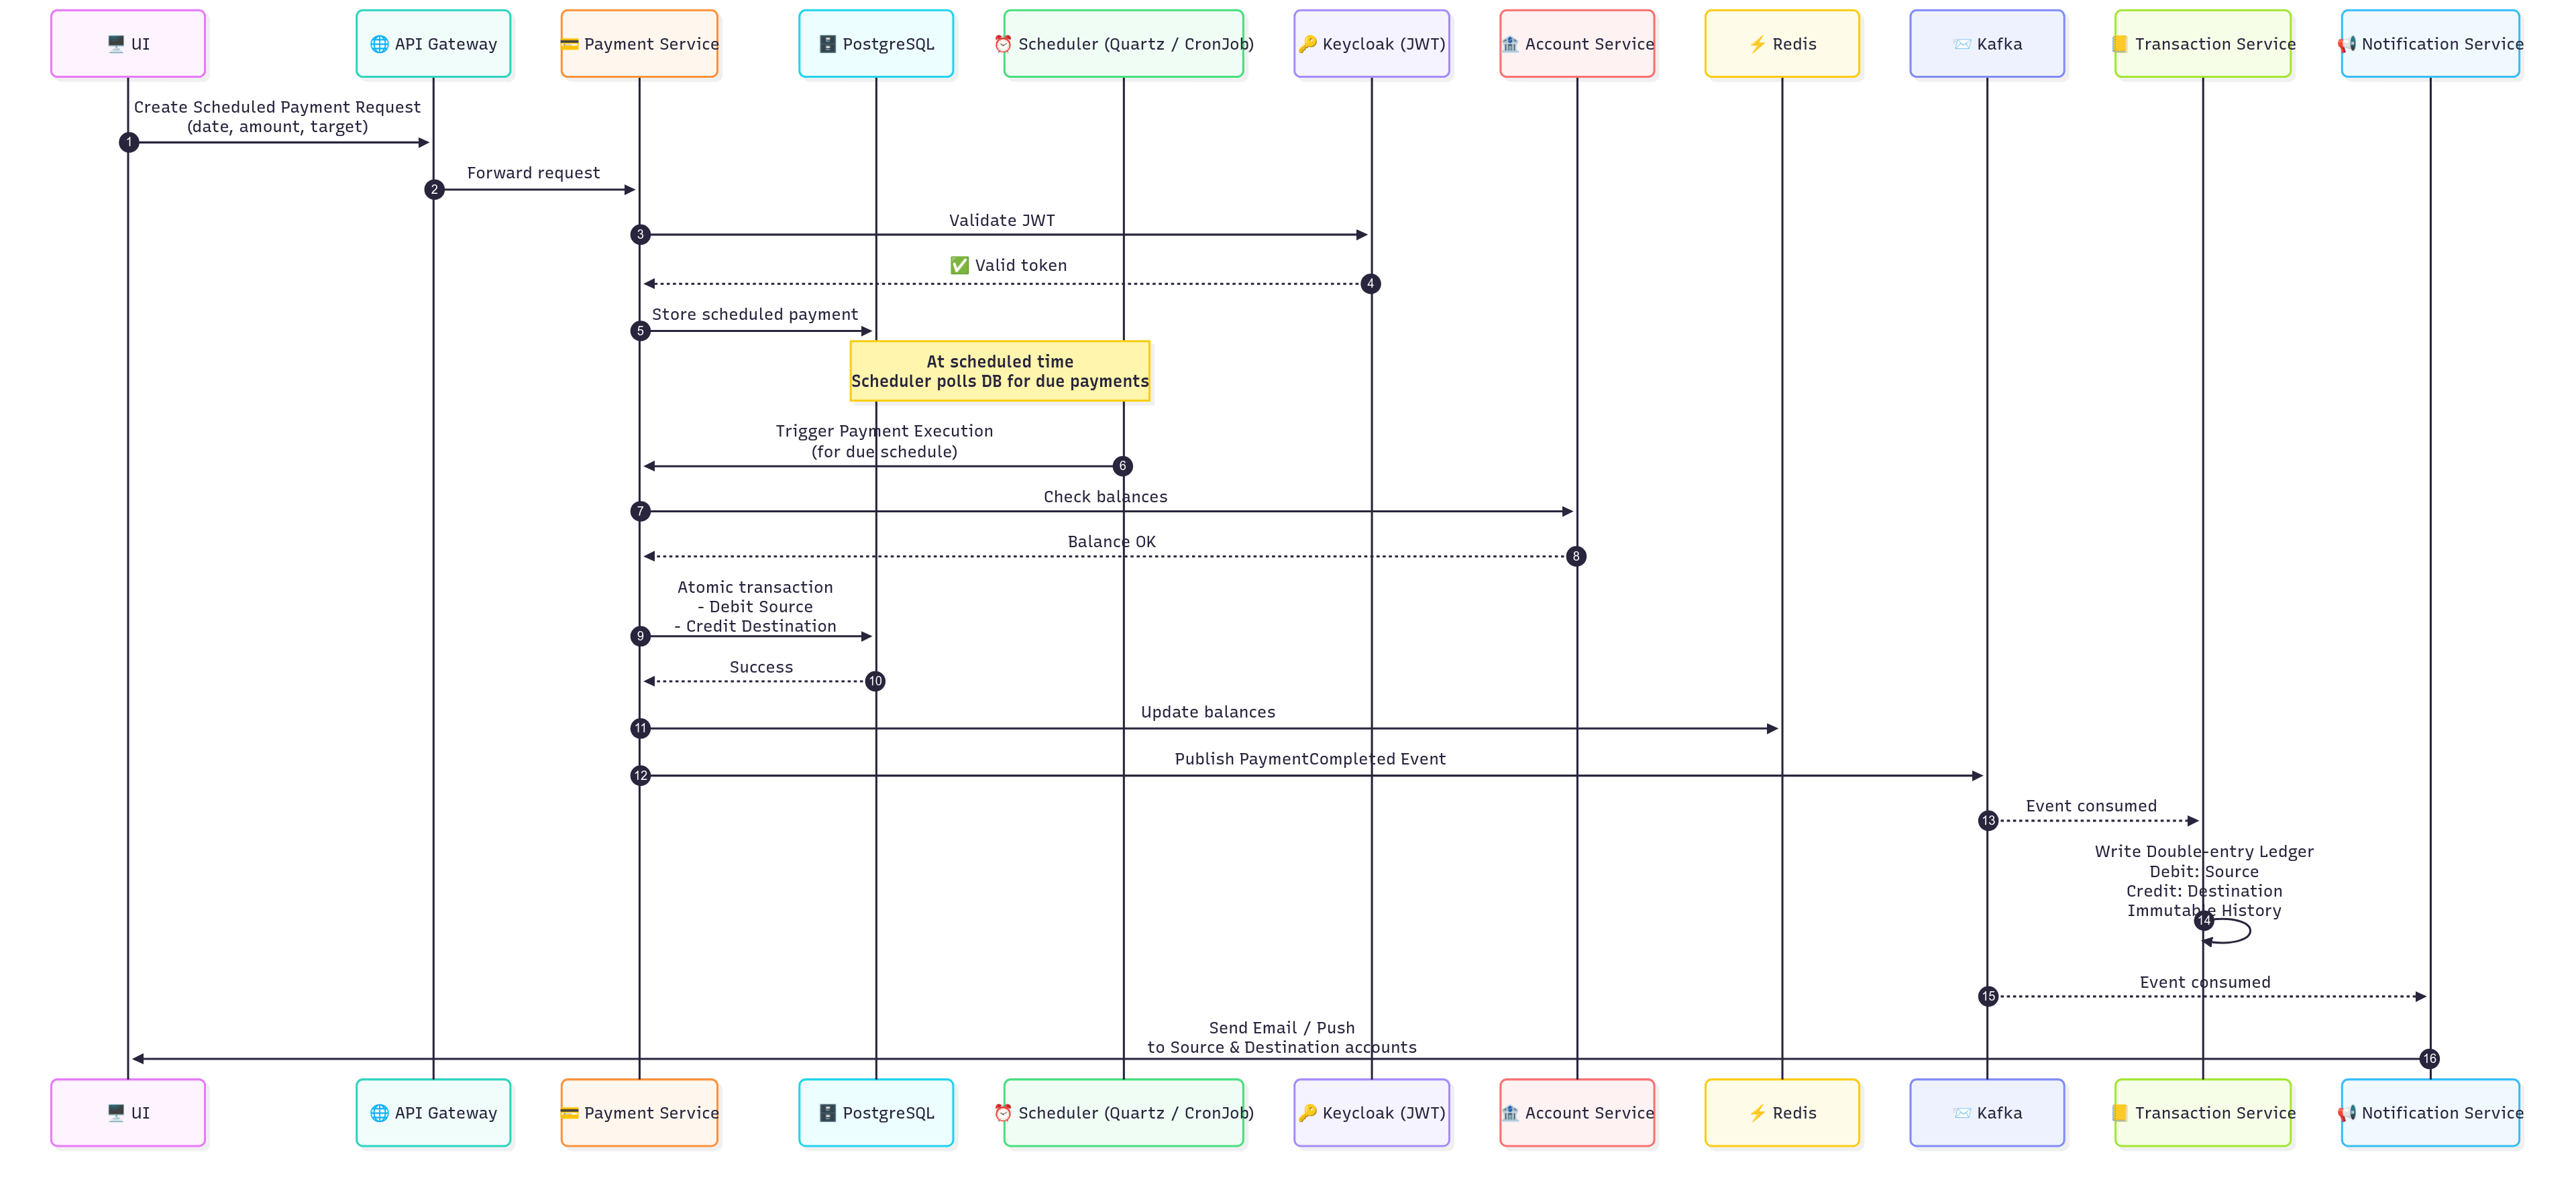 🖥️ UI
🌐 API Gateway
💳 Payment Service
🗄️ PostgreSQL
⏰ Scheduler (Quartz / CronJob)
🔑 Keycloak (JWT)
🏦 Account Service
⚡ Redis
📨 Kafka
📒 Transaction Service
📢 Notification Service
Create Scheduled Payment Request
(date, amount, target)
1
Forward request
2
Validate JWT
3
✅ Valid token
4
Store scheduled payment
5
At scheduled time
Scheduler polls DB for due payments
Trigger Payment Execution
(for due schedule)
6
Check balances
7
Balance OK
8
Atomic transaction
- Debit Source
- Credit Destination
9
Success
10
Update balances
11
Publish PaymentCompleted Event
12
Event consumed
13
Write Double-entry Ledger
Debit: Source
Credit: Destination
Immutable History
14
Event consumed
15
Send Email / Push
to Source & Destination accounts
16
🖥️ UI
🌐 API Gateway
💳 Payment Service
🗄️ PostgreSQL
⏰ Scheduler (Quartz / CronJob)
🔑 Keycloak (JWT)
🏦 Account Service
⚡ Redis
📨 Kafka
📒 Transaction Service
📢 Notification Service